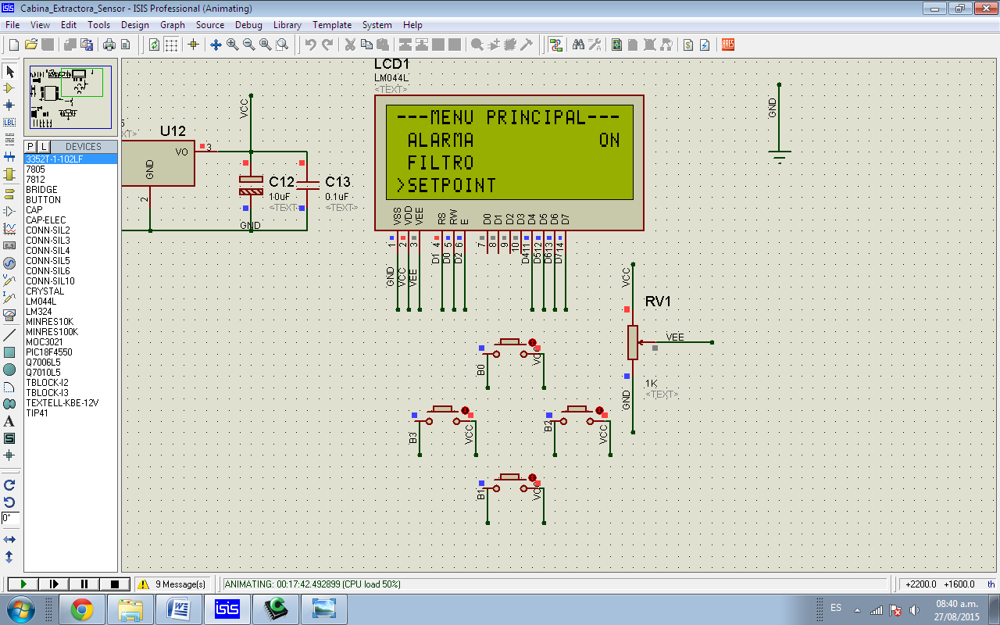 Cabina_Extractora_Sensor - ISIS Professional (Animating)
File View Edit Tools Design Graph Source Debug Library Template System Help
LCD1
LM044L
<TEXT>
---MENU PRINCIPAL---
ALARMA ON
FILTRO
>SETPOINT
VSS VDD VEE RS RW E D0 D1 D2 D3 D4 D5 D6 D7
1 2 3 4 5 6 7 8 9 10 11 12 13 14
GND VCC VEE D1 D0 D2 D4 D5 D6 D7
U12
VO 3
GND
2
VCC
C12
10uF
<TEXT>
C13
0.1uF
<TEXT>
GND
GND
VCC
RV1
VEE
1K
<TEXT>
GND
B0 VCC
B3 VCC
B2 VCC
B1 VCC
P L DEVICES
3352T-1-102LF
7805
7812
BRIDGE
BUTTON
CAP
CAP-ELEC
CONN-SIL2
CONN-SIL3
CONN-SIL4
CONN-SIL5
CONN-SIL6
CONN-SIL10
CRYSTAL
LM044L
LM324
MINRES10K
MINRES100K
MOC3021
PIC18F4550
Q7006L5
Q7010L5
TBLOCK-I2
TBLOCK-I3
TEXTELL-KBE-12V
TIP41
LBL
ARES
A
S
0°
9 Message(s)
ANIMATING: 00:17:42.492899 (CPU load 50%)
+2200.0 +1600.0 th
isis
ES
08:40 a.m.
27/08/2015